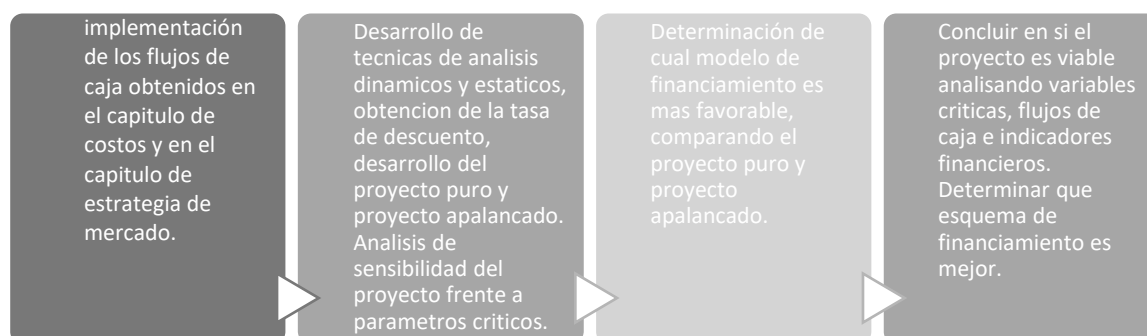 implementación
de los flujos de
caja obtenidos en
el capitulo de
costos y en el
capitulo de
estrategia de
mercado.
Desarrollo de
tecnicas de analisis
dinamicos y estaticos,
obtencion de la tasa
de descuento,
desarrollo del
proyecto puro y
proyecto apalancado.
Analisis de
sensibilidad del
proyecto frente a
parametros criticos.
Determinación de
cual modelo de
financiamiento es
mas favorable,
comparando el
proyecto puro y
proyecto
apalancado.
Concluir en si el
proyecto es viable
analisando variables
criticas, flujos de
caja e indicadores
financieros.
Determinar que
esquema de
financiamiento es
mejor.